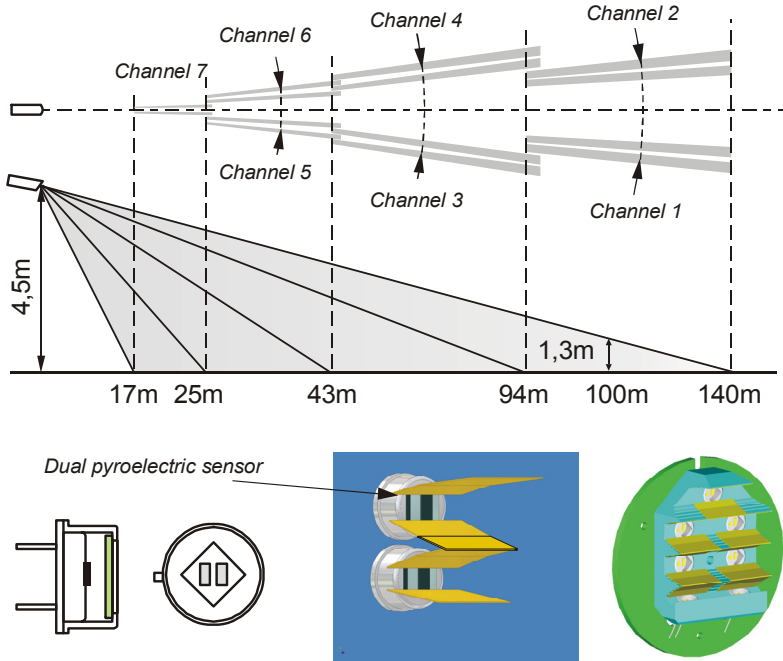 Channel 2
Channel 4
Channel 6
Channel 7
Channel 5
Channel 3
Channel 1
4,5m
1,3m
17m 25m 43m 94m 100m 140m
Dual pyroelectric sensor